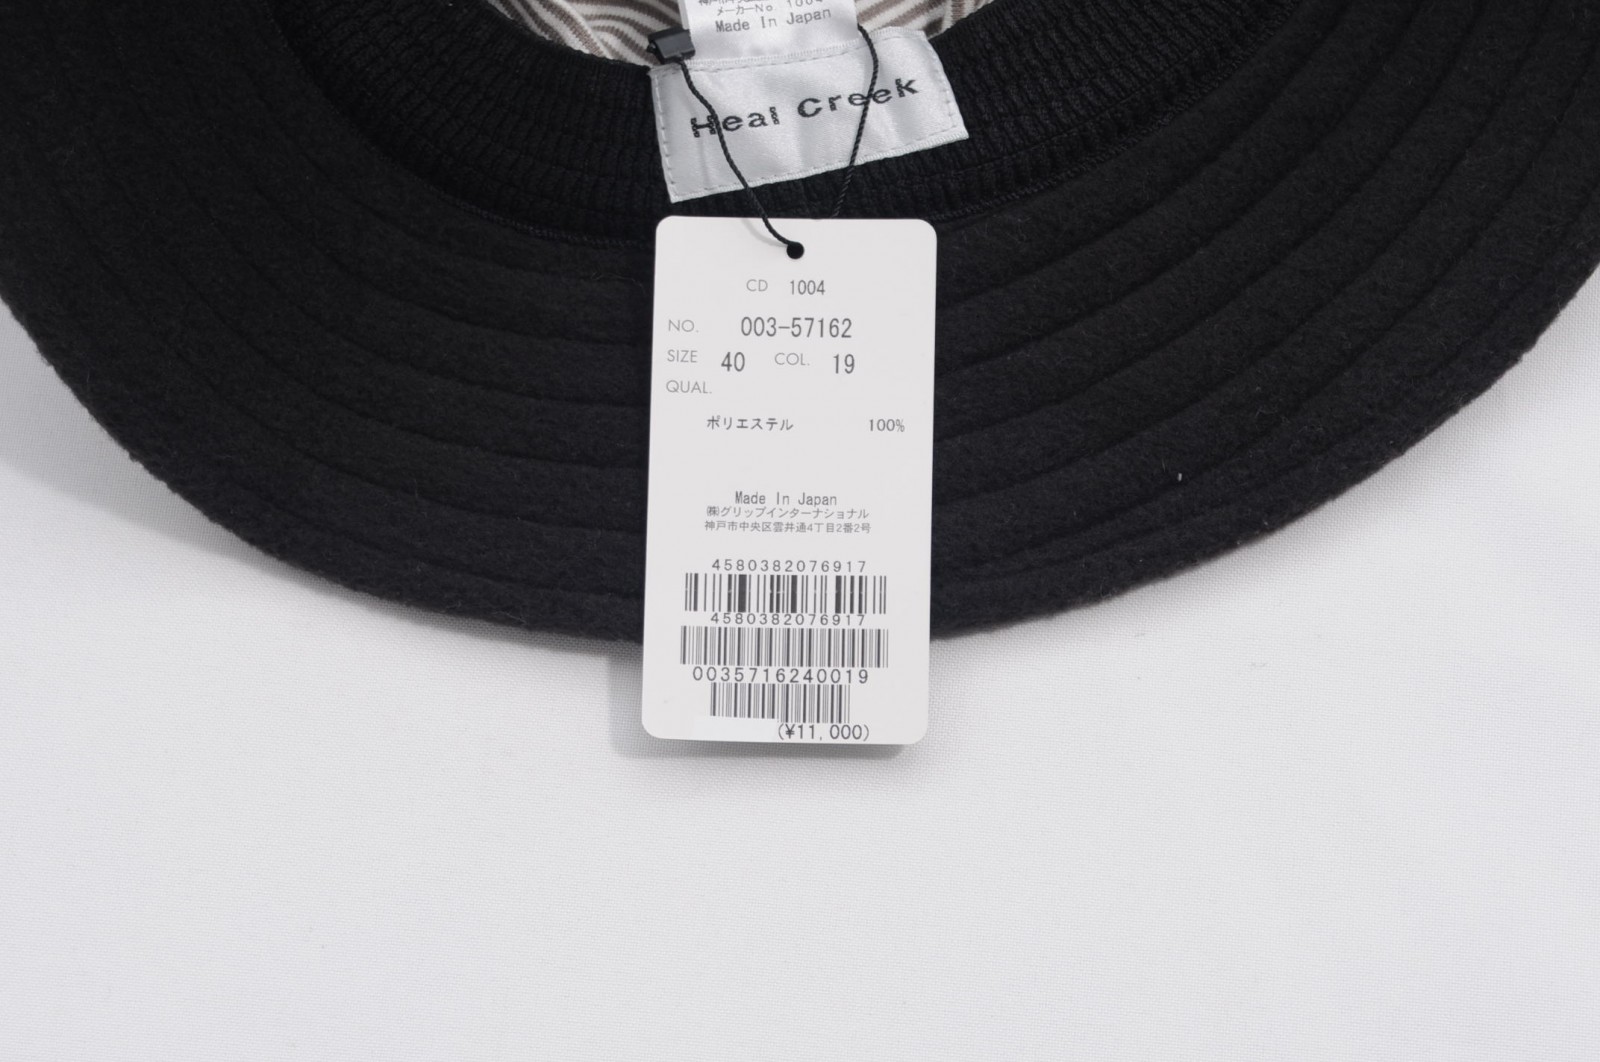 メーカーNo. 1004
Made In Japan
Heal Creek
CD 1004
NO. 003-57162
SIZE 40 COL. 19
QUAL.
ポリエステル 100%
Made In Japan
㈱グリップインターナショナル
神戸市中央区雲井通4丁目2番2号
4580382076917
4580382076917
0035716240019
(¥11,000)